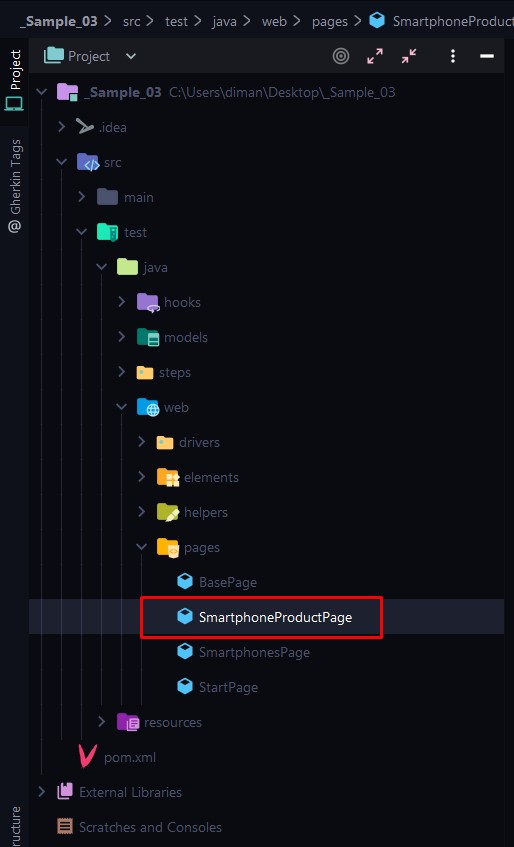 _Sample_03 > src > test > java > web > pages > SmartphoneProduct
Project
Project
_Sample_03 C:\Users\diman\Desktop\_Sample_03
.idea
@ Gherkin Tags
src
main
test
java
hooks
models
steps
web
drivers
elements
helpers
pages
BasePage
SmartphoneProductPage
SmartphonesPage
StartPage
resources
pom.xml
External Libraries
Scratches and Consoles
ructure